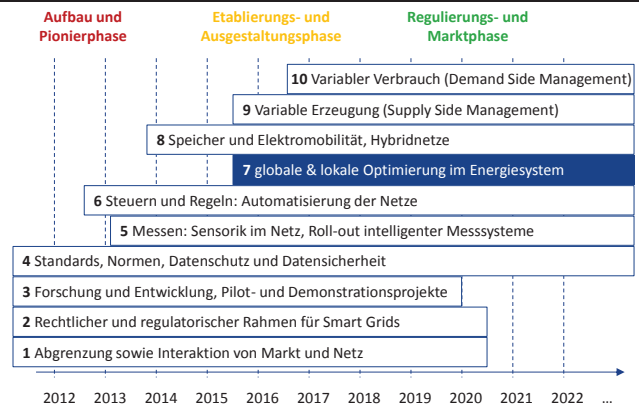 Aufbau und
Pionierphase
Etablierungs- und
Ausgestaltungsphase
Regulierungs- und
Marktphase
10 Variabler Verbrauch (Demand Side Management)
9 Variable Erzeugung (Supply Side Management)
8 Speicher und Elektromobilität, Hybridnetze
7 globale & lokale Optimierung im Energiesystem
6 Steuern und Regeln: Automatisierung der Netze
5 Messen: Sensorik im Netz, Roll-out intelligenter Messsysteme
4 Standards, Normen, Datenschutz und Datensicherheit
3 Forschung und Entwicklung, Pilot- und Demonstrationsprojekte
2 Rechtlicher und regulatorischer Rahmen für Smart Grids
1 Abgrenzung sowie Interaktion von Markt und Netz
2012 2013 2014 2015 2016 2017 2018 2019 2020 2021 2022 ...